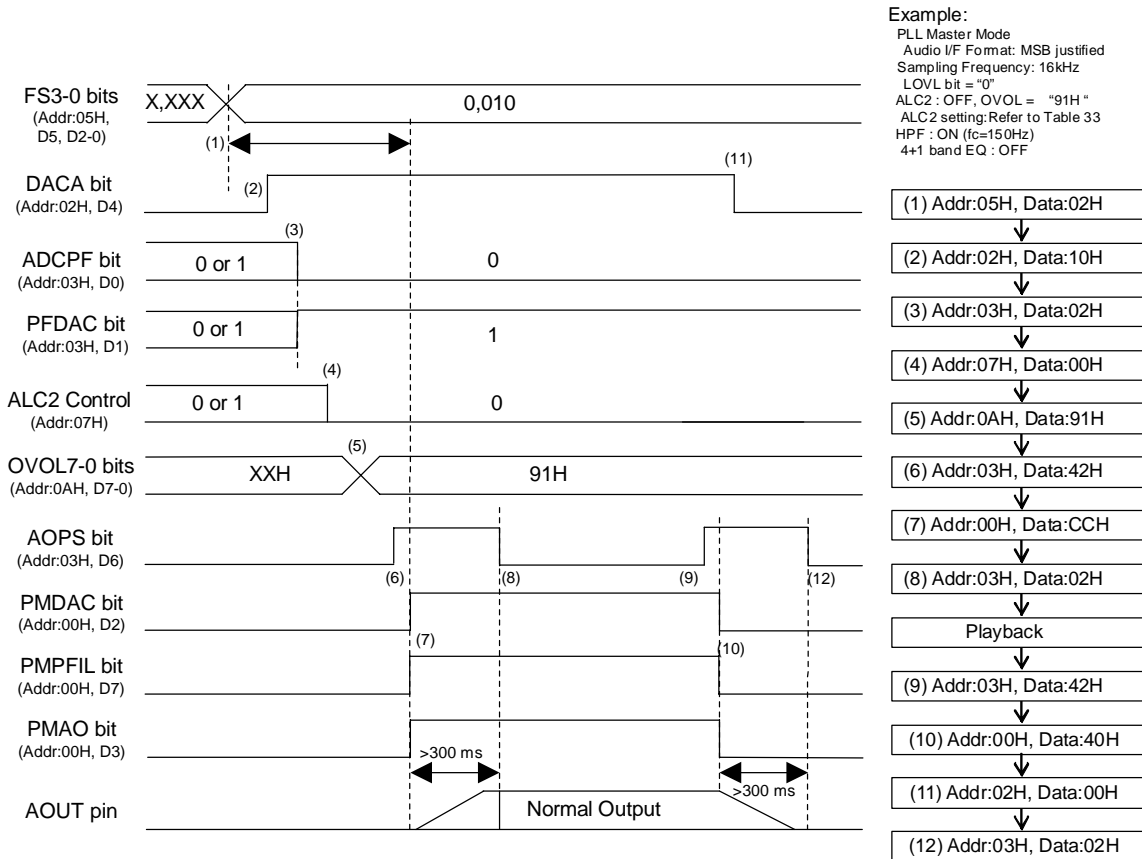 Example:
PLL Master Mode
Audio I/F Format: MSB justified
Sampling Frequency: 16kHz
LOVL bit = “0”
ALC2 : OFF, OVOL = “91H “
ALC2 setting:Refer to Table 33
HPF : ON (fc=150Hz)
4+1 band EQ : OFF
FS3-0 bits
(Addr:05H,
D5, D2-0)
X,XXX
0,010
(1)
DACA bit
(Addr:02H, D4)
(2)
(11)
ADCPF bit
(Addr:03H, D0)
0 or 1
(3)
0
PFDAC bit
(Addr:03H, D1)
0 or 1
1
ALC2 Control
(Addr:07H)
0 or 1
(4)
0
OVOL7-0 bits
(Addr:0AH, D7-0)
XXH
(5)
91H
AOPS bit
(Addr:03H, D6)
(6)
(8)
(9)
(12)
PMDAC bit
(Addr:00H, D2)
(7)
(10)
PMPFIL bit
(Addr:00H, D7)
PMAO bit
(Addr:00H, D3)
>300 ms
>300 ms
AOUT pin
Normal Output
(1) Addr:05H, Data:02H
(2) Addr:02H, Data:10H
(3) Addr:03H, Data:02H
(4) Addr:07H, Data:00H
(5) Addr:0AH, Data:91H
(6) Addr:03H, Data:42H
(7) Addr:00H, Data:CCH
(8) Addr:03H, Data:02H
Playback
(9) Addr:03H, Data:42H
(10) Addr:00H, Data:40H
(11) Addr:02H, Data:00H
(12) Addr:03H, Data:02H